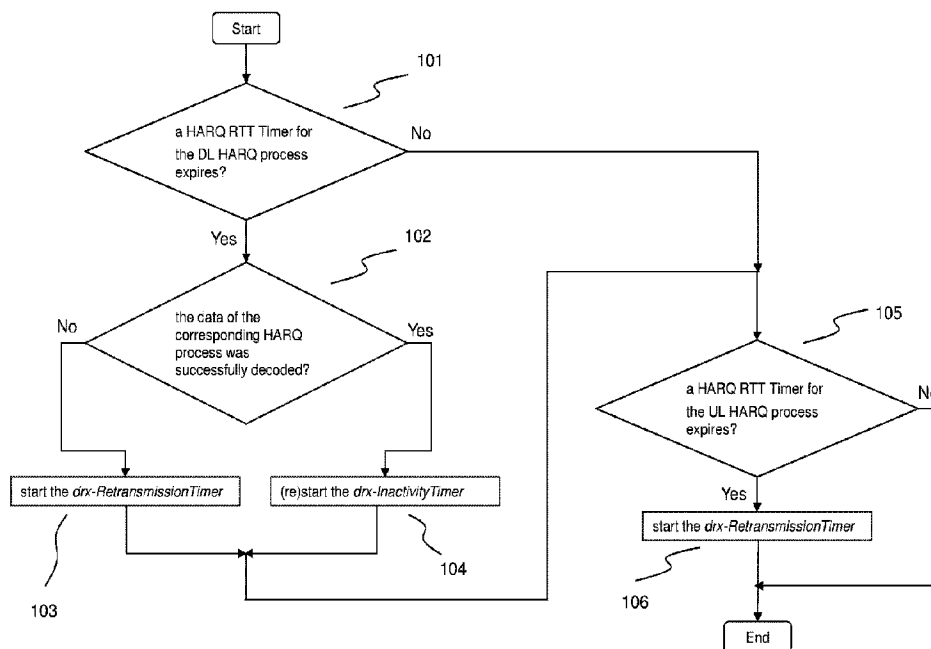 Start
101
a HARQ RTT Timer for
the DL HARQ process
expires?
No
Yes
102
the data of the
corresponding HARQ
process was
successfully decoded?
No
Yes
105
a HARQ RTT Timer for
the UL HARQ process
expires?
No
Yes
start the drx-RetransmissionTimer
(re)start the drx-InactivityTimer
start the drx-RetransmissionTimer
103
104
106
End